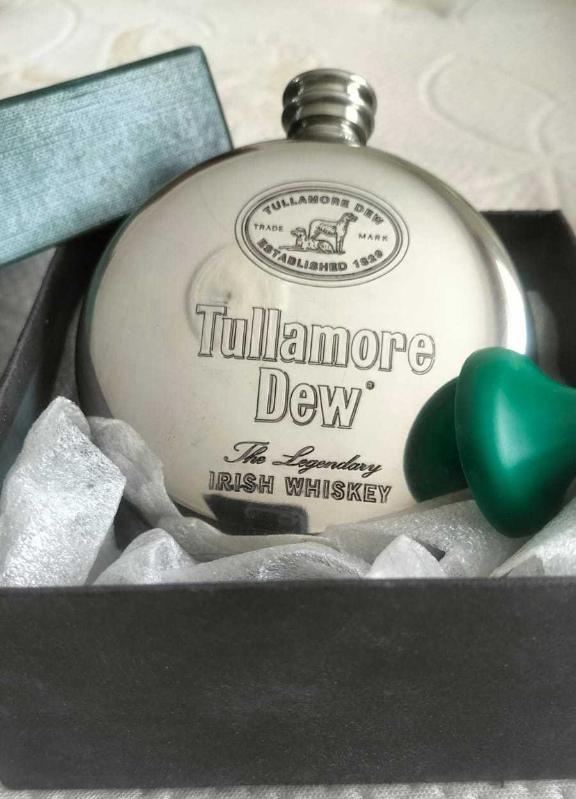 TULLAMORE DEW
TRADE MARK
ESTABLISHED 1829
Tullamore
Dew®
The Legendary
IRISH WHISKEY